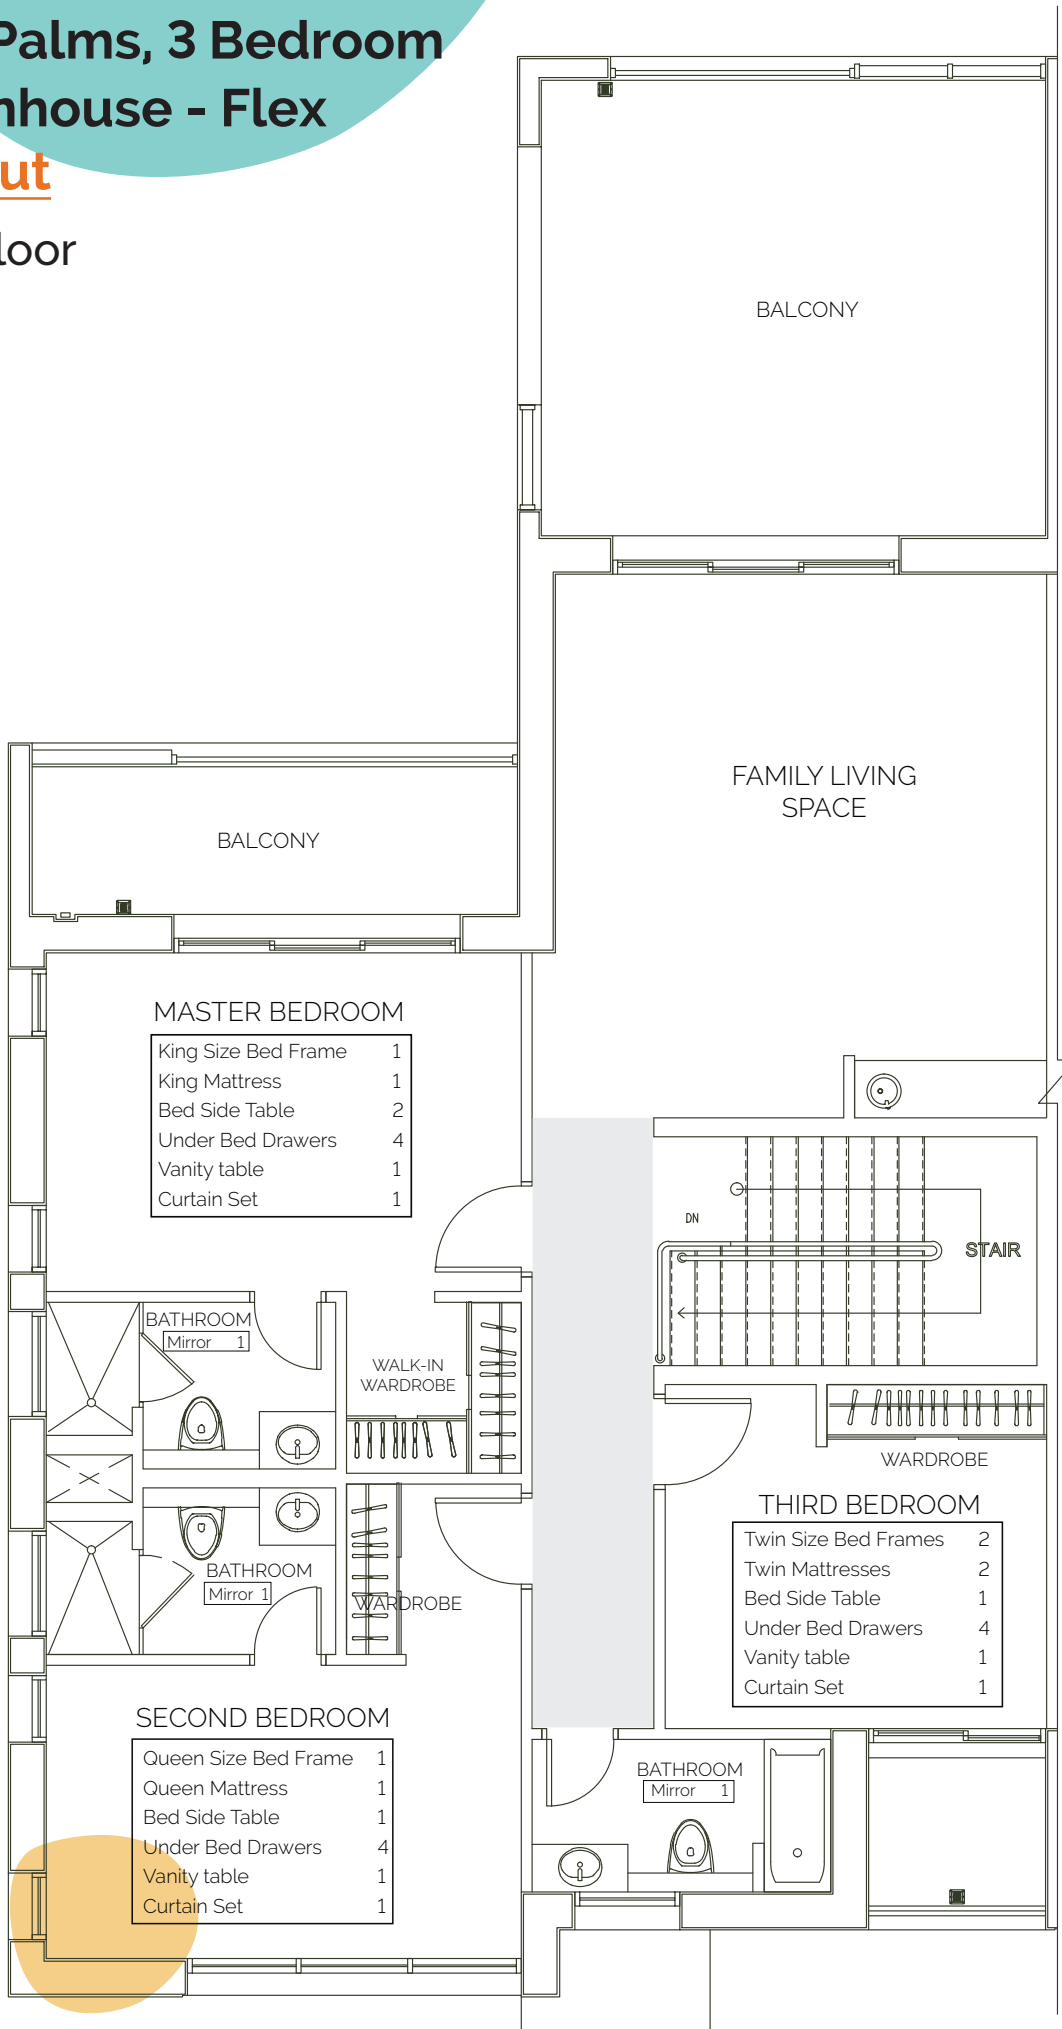 Palms, 3 Bedroom
nhouse - Flex
ut
loor
BALCONY
FAMILY LIVING
SPACE
BALCONY
MASTER BEDROOM
King Size Bed Frame 1
King Mattress 1
Bed Side Table 2
Under Bed Drawers 4
Vanity table 1
Curtain Set 1
DN
STAIR
BATHROOM
Mirror 1
WALK-IN
WARDROBE
WARDROBE
THIRD BEDROOM
Twin Size Bed Frames 2
Twin Mattresses 2
Bed Side Table 1
Under Bed Drawers 4
Vanity table 1
Curtain Set 1
BATHROOM
Mirror 1
WARDROBE
SECOND BEDROOM
Queen Size Bed Frame 1
Queen Mattress 1
Bed Side Table 1
Under Bed Drawers 4
Vanity table 1
Curtain Set 1
BATHROOM
Mirror 1